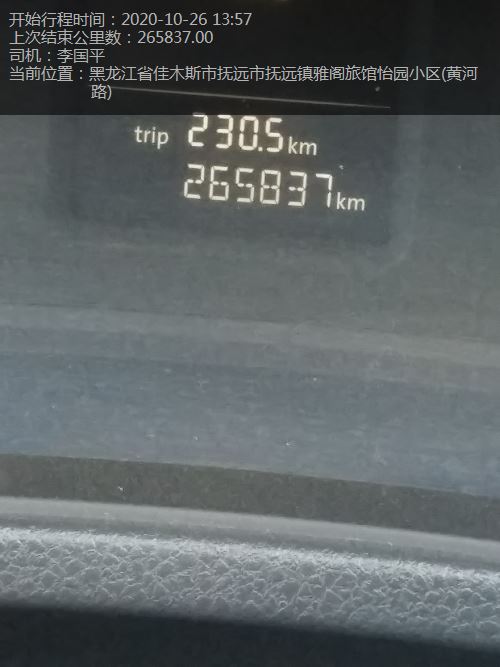 开始行程时间：2020-10-26 13:57
上次结束公里数：265837.00
司机：李国平
当前位置：黑龙江省佳木斯市抚远市抚远镇雅阁旅馆怡园小区(黄河
路)
trip 230.5km
265837km